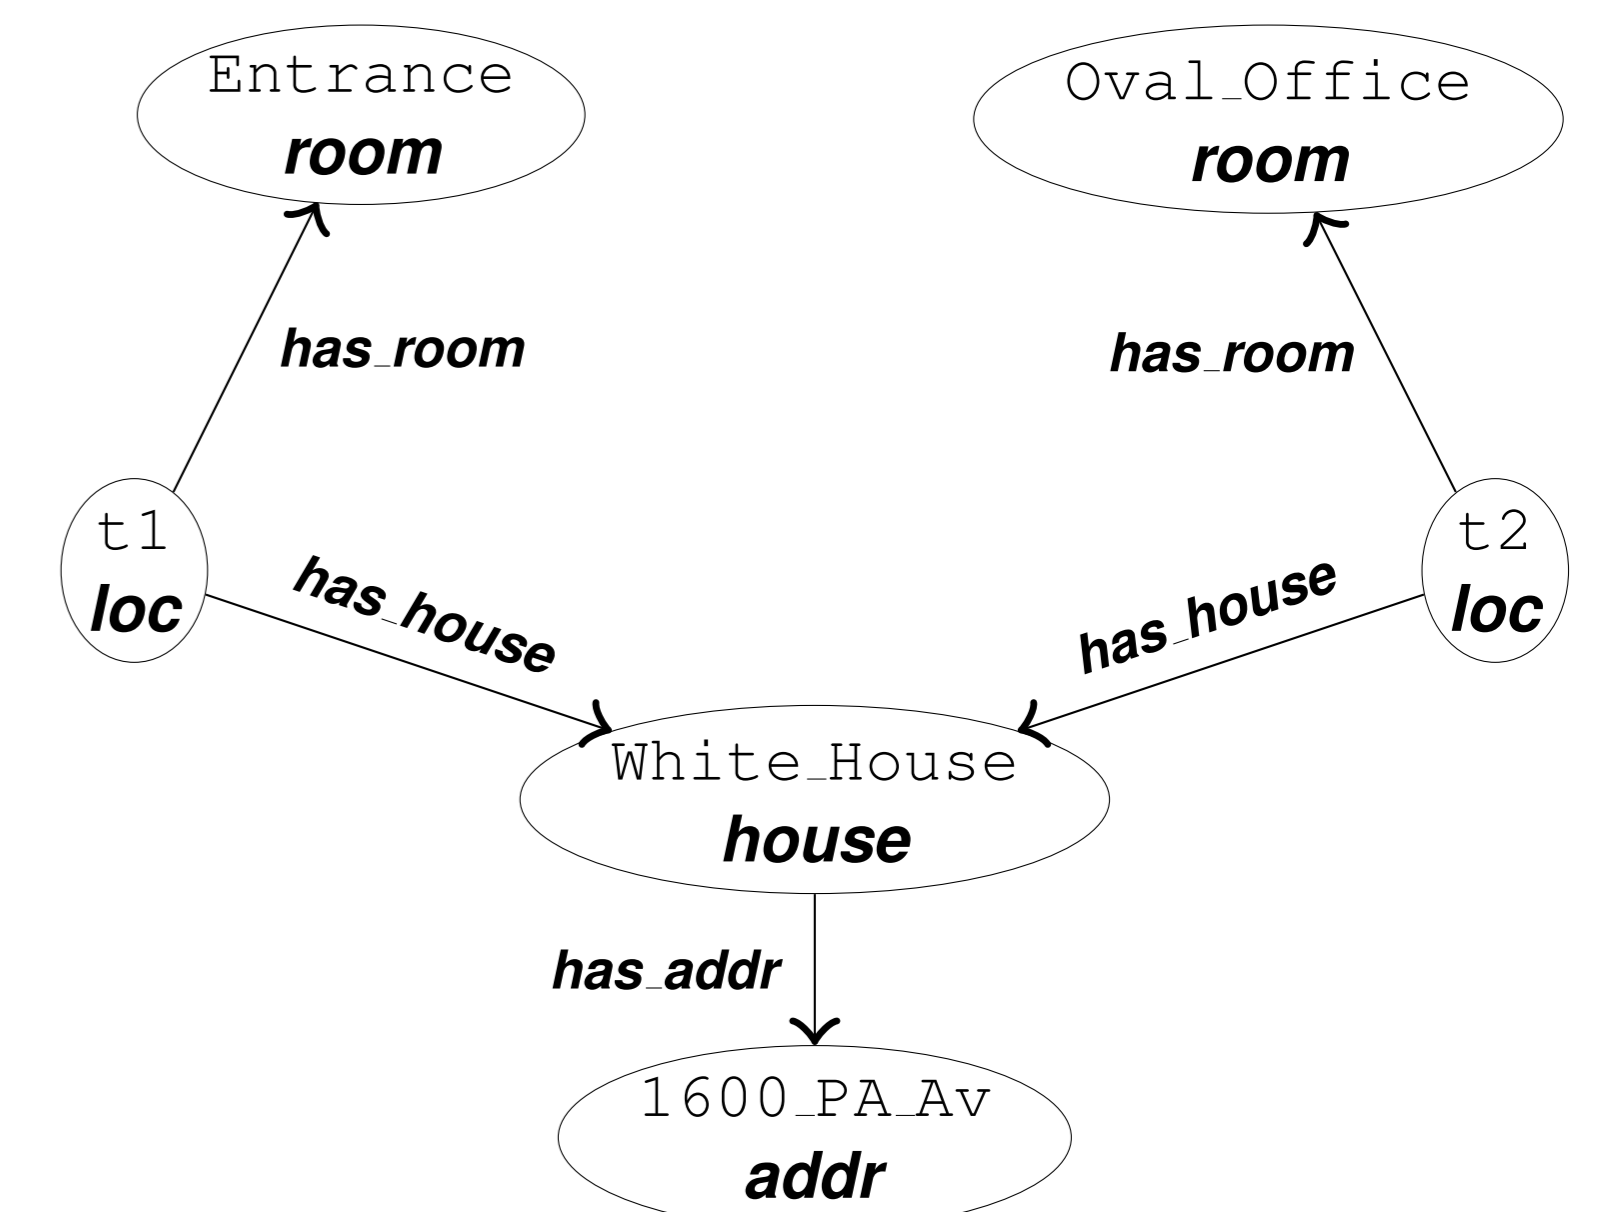 Entrance
room
Oval_Office
room
has_room
has_room
t1
loc
t2
loc
has_house
has_house
White_House
house
has_addr
1600_PA_Av
addr